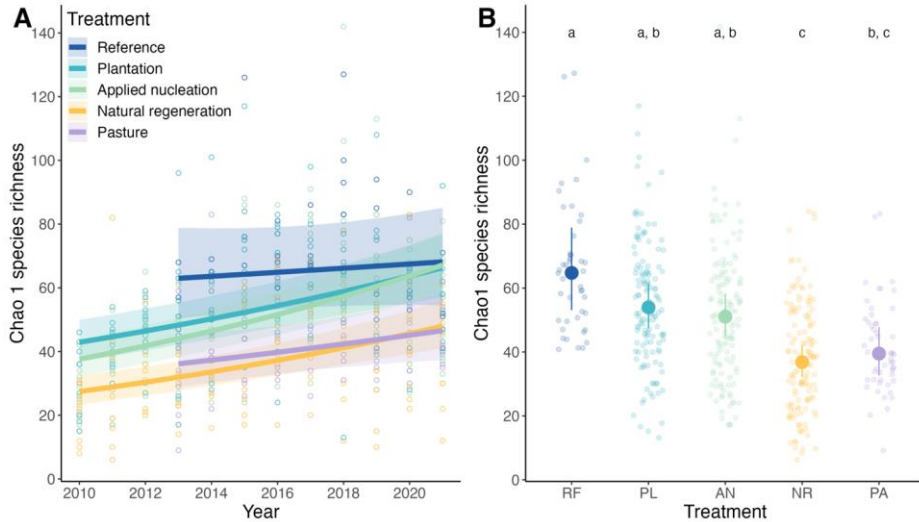 A
Treatment
Reference
Plantation
Applied nucleation
Natural regeneration
Pasture
Chao 1 species richness
140
120
100
80
60
40
20
0
2010 2012 2014 2016 2018 2020
Year
B
a a, b a, b c b, c
Chao1 species richness
140
120
100
80
60
40
20
0
RF PL AN NR PA
Treatment